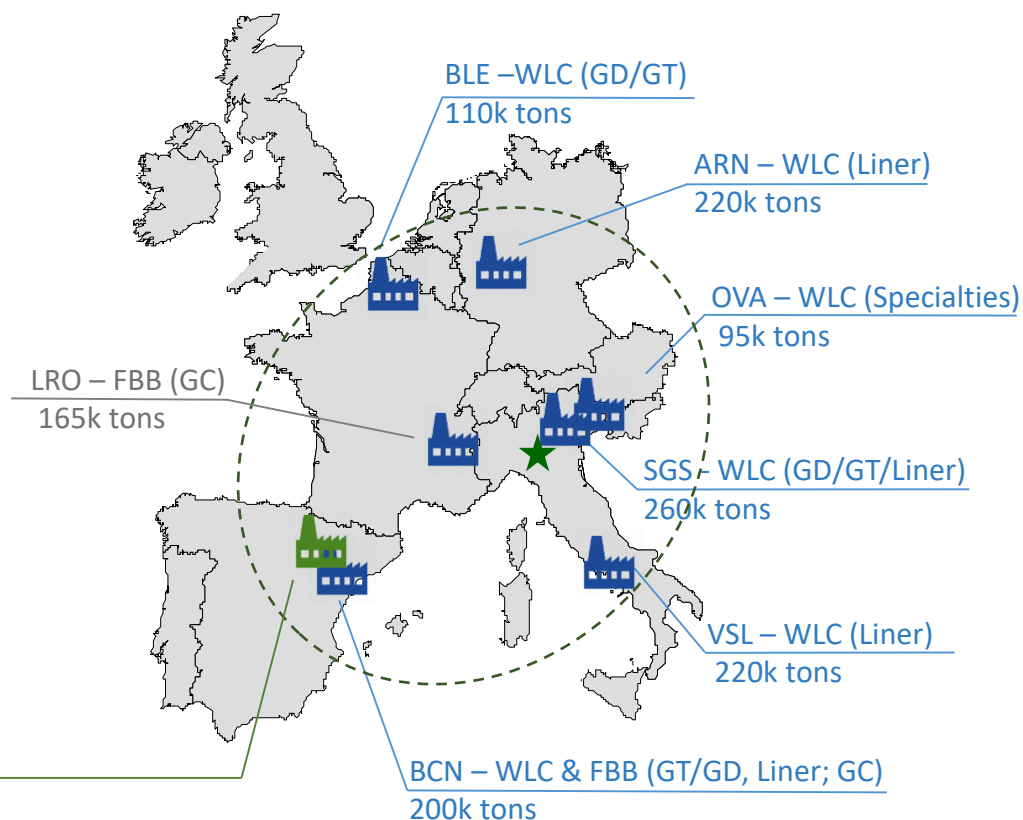 BLE –WLC (GD/GT)
110k tons
ARN – WLC (Liner)
220k tons
OVA – WLC (Specialties)
95k tons
LRO – FBB (GC)
165k tons
SGS - WLC (GD/GT/Liner)
260k tons
VSL – WLC (Liner)
220k tons
BCN – WLC & FBB (GT/GD, Liner; GC)
200k tons